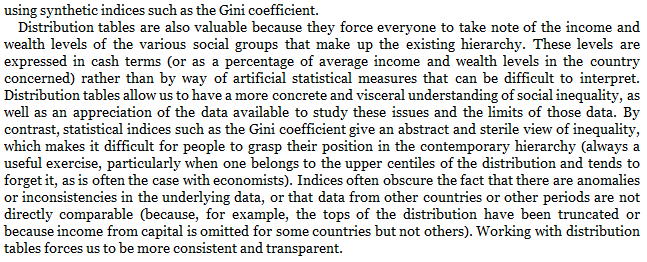 using synthetic indices such as the Gini coefficient.
Distribution tables are also valuable because they force everyone to take note of the income and
wealth levels of the various social groups that make up the existing hierarchy. These levels are
expressed in cash terms (or as a percentage of average income and wealth levels in the country
concerned) rather than by way of artificial statistical measures that can be difficult to interpret.
Distribution tables allow us to have a more concrete and visceral understanding of social inequality, as
well as an appreciation of the data available to study these issues and the limits of those data. By
contrast, statistical indices such as the Gini coefficient give an abstract and sterile view of inequality,
which makes it difficult for people to grasp their position in the contemporary hierarchy (always a
useful exercise, particularly when one belongs to the upper centiles of the distribution and tends to
forget it, as is often the case with economists). Indices often obscure the fact that there are anomalies
or inconsistencies in the underlying data, or that data from other countries or other periods are not
directly comparable (because, for example, the tops of the distribution have been truncated or
because income from capital is omitted for some countries but not others). Working with distribution
tables forces us to be more consistent and transparent.